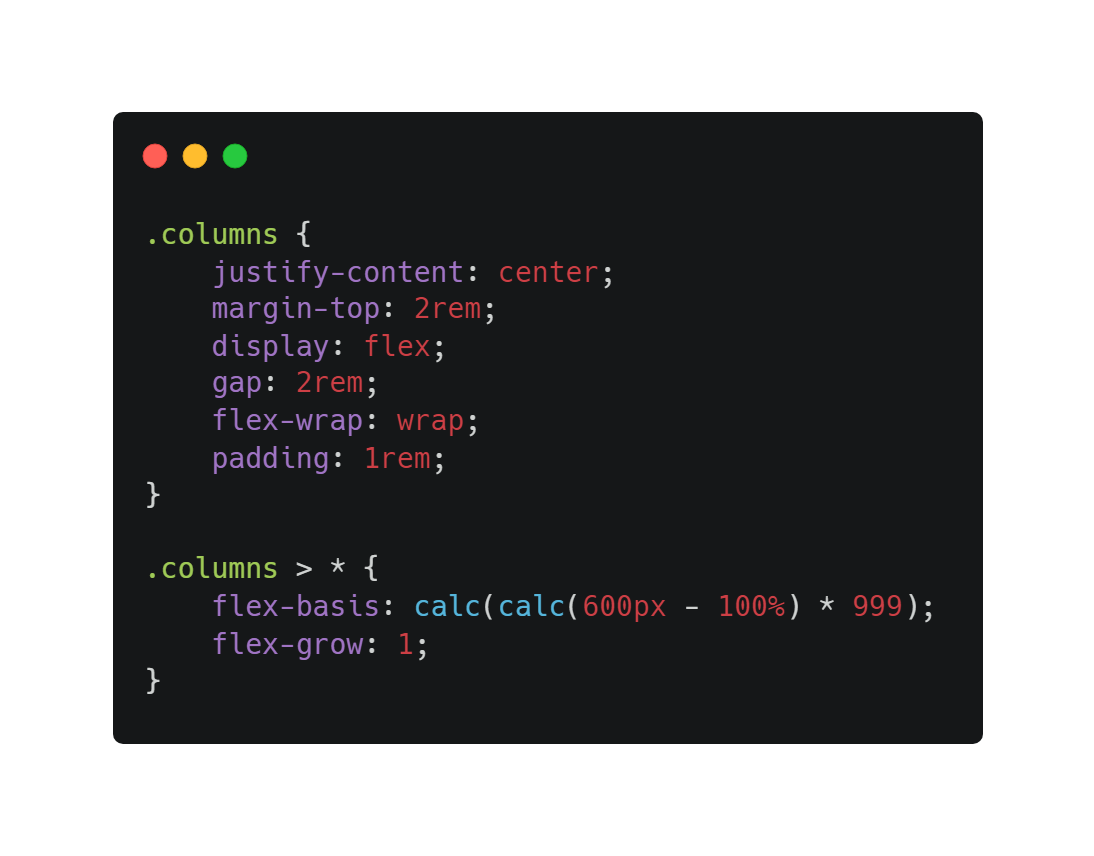 .columns {
    justify-content: center;
    margin-top: 2rem;
    display: flex;
    gap: 2rem;
    flex-wrap: wrap;
    padding: 1rem;
}

.columns > * {
    flex-basis: calc(calc(600px - 100%) * 999);
    flex-grow: 1;
}